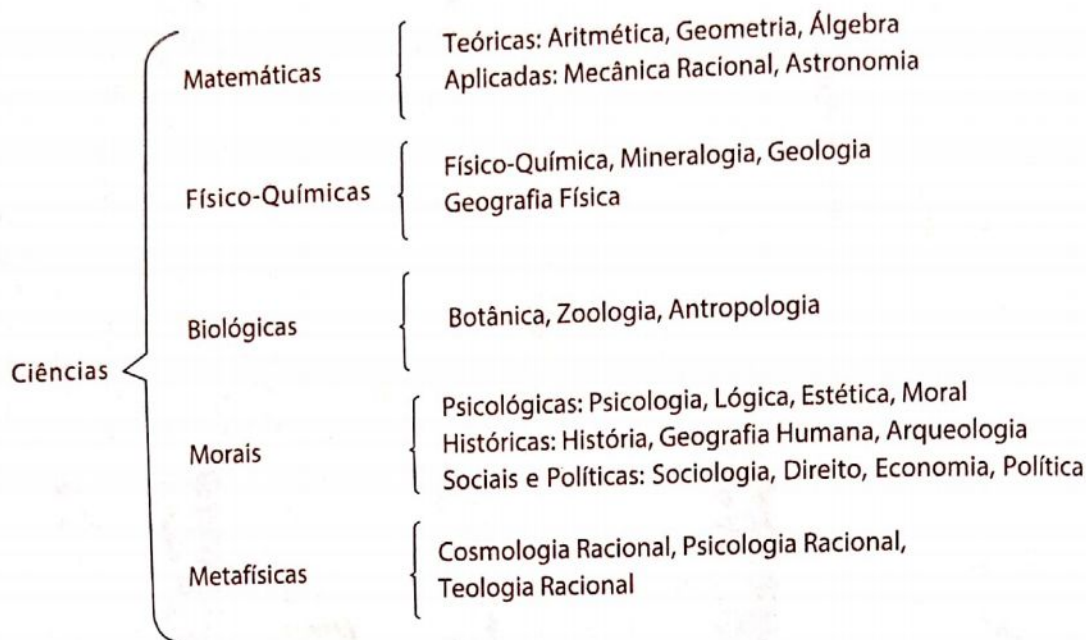 Ciências
Matemáticas
Teóricas: Aritmética, Geometria, Álgebra
Aplicadas: Mecânica Racional, Astronomia
Físico-Químicas
Físico-Química, Mineralogia, Geologia
Geografia Física
Biológicas
Botânica, Zoologia, Antropologia
Morais
Psicológicas: Psicologia, Lógica, Estética, Moral
Históricas: História, Geografia Humana, Arqueologia
Sociais e Políticas: Sociologia, Direito, Economia, Política
Metafísicas
Cosmologia Racional, Psicologia Racional,
Teologia Racional